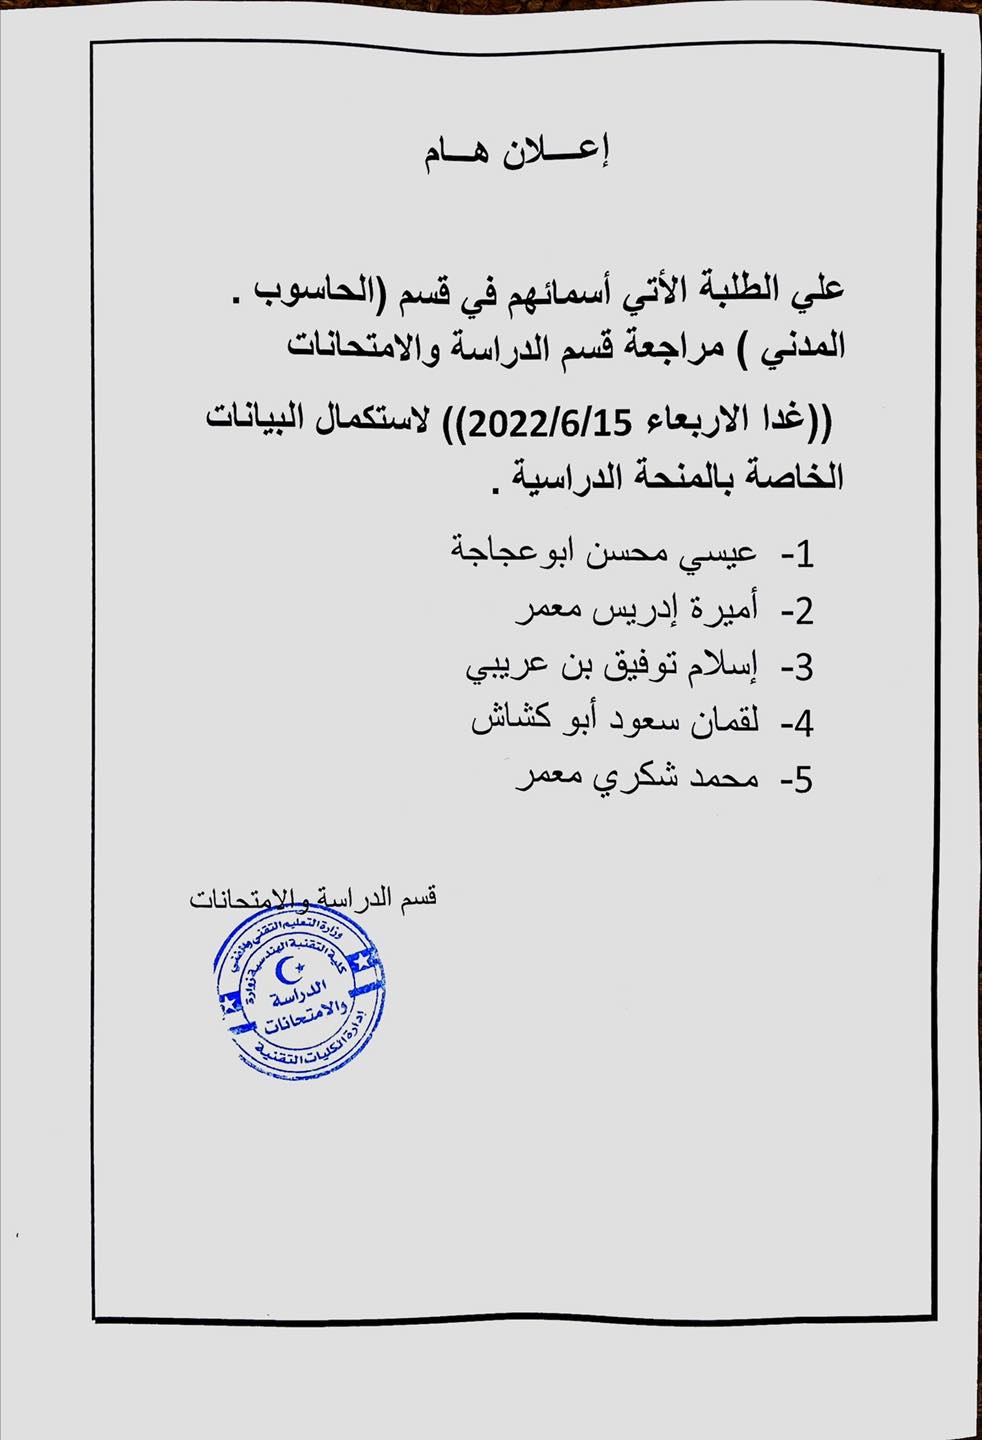 إعـــلان هـــام
علي الطلبة الأتي أسمائهم في قسم (الحاسوب .
المدني ) مراجعة قسم الدراسة والامتحانات
((غدا الاربعاء 2022/6/15)) لاستكمال البيانات
الخاصة بالمنحة الدراسية .
1- عيسي محسن ابوعجاجة
2- أميرة إدريس معمر
3- إسلام توفيق بن عريبي
4- لقمان سعود أبو كشاش
5- محمد شكري معمر
قسم الدراسة والامتحانات
وزارة التعليم التقني والفني
كلية التقنية الهندسية زوارة
الدراسة
والامتحانات
إدارة الكليات التقنية